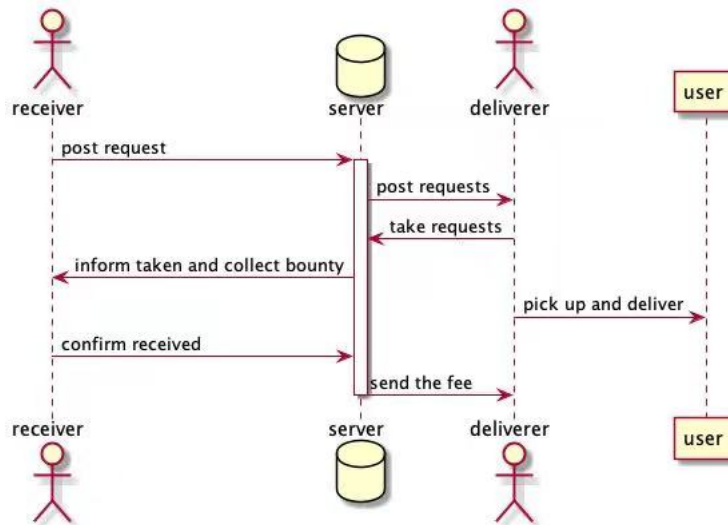 receiver
server
deliverer
user
post request
post requests
take requests
inform taken and collect bounty
pick up and deliver
confirm received
send the fee
receiver
server
deliverer
user